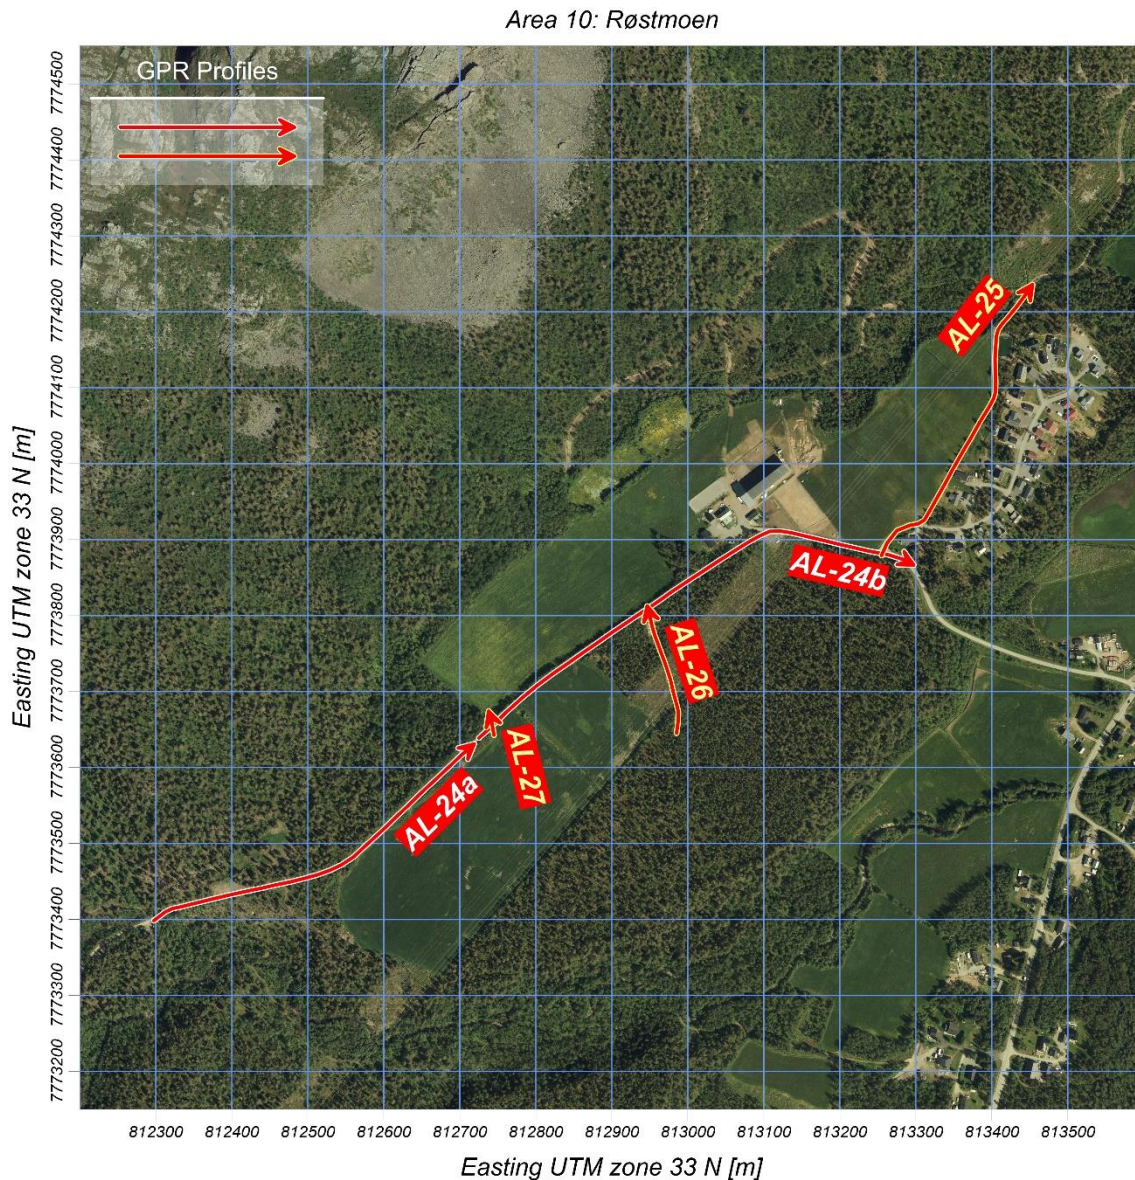 Area 10: Røstmoen
GPR Profiles
7774500
7774400
7774300
7774200
7774100
7774000
7773900
7773800
7773700
7773600
7773500
7773400
7773300
7773200
Easting UTM zone 33 N [m]
AL-25
AL-24b
AL-26
AL-27
AL-24a
812300 812400 812500 812600 812700 812800 812900 813000 813100 813200 813300 813400 813500
Easting UTM zone 33 N [m]